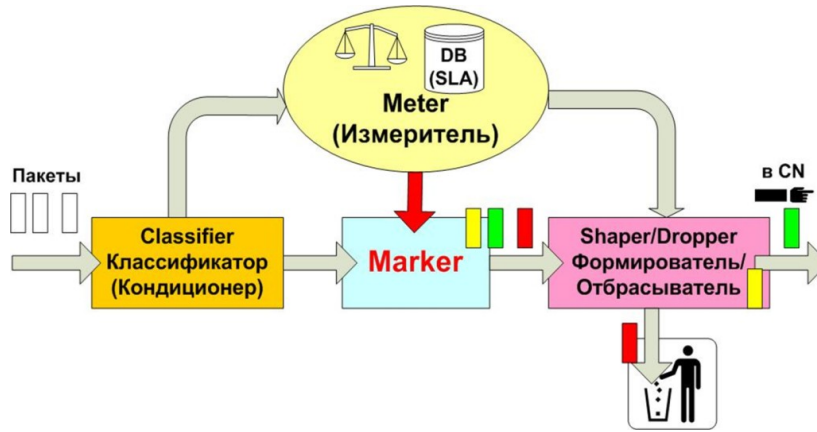 DB
(SLA)
Meter
(Измеритель)
Пакеты
в CN
Classifier
Классификатор
(Кондиционер)
Marker
Shaper/Dropper
Формирователь/
Отбрасыватель